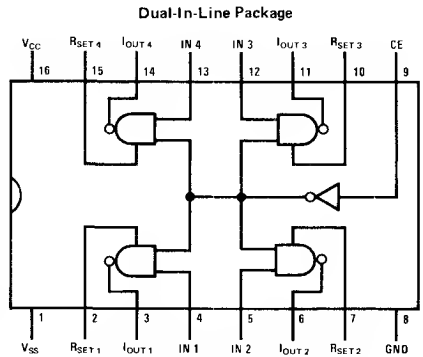 Dual-In-Line Package
VCC RSET 4 IOUT 4 IN 4 IN 3 IOUT 3 RSET 3 CE
16 15 14 13 12 11 10 9
1 2 3 4 5 6 7 8
VSS RSET 1 IOUT 1 IN 1 IN 2 IOUT 2 RSET 2 GND